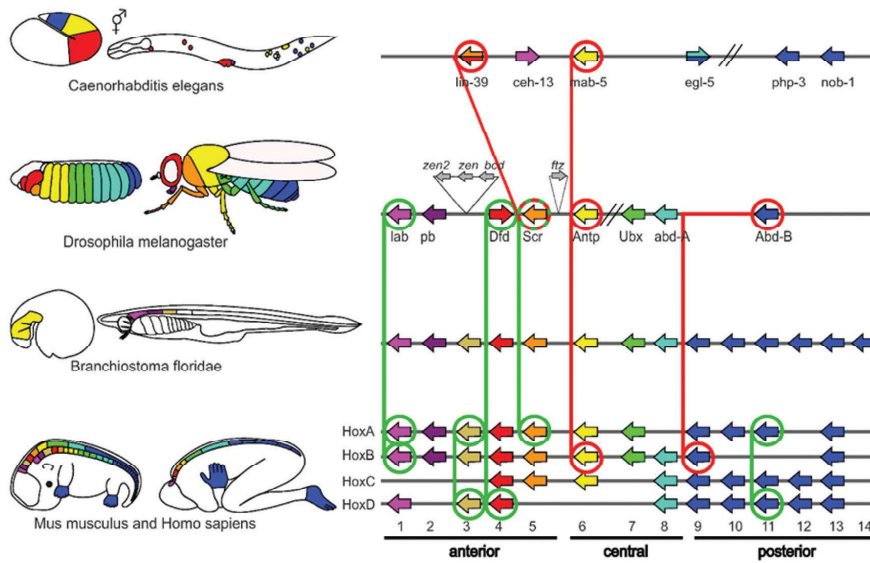 Caenorhabditis elegans
lin-39 ceh-13 mab-5 egl-5 php-3 nob-1
zen2 zen bcd ftz
Drosophila melanogaster
lab pb Dfd Scr Antp Ubx abd-A Abd-B
Branchiostoma floridae
HoxA
HoxB
HoxC
HoxD
Mus musculus and Homo sapiens
1 2 3 4 5 6 7 8 9 10 11 12 13 14
anterior central posterior